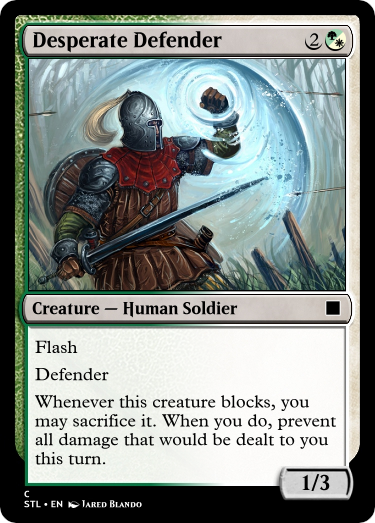 Desperate Defender 2
Creature — Human Soldier
Flash
Defender
Whenever this creature blocks, you
may sacrifice it. When you do, prevent
all damage that would be dealt to you
this turn.
1/3
C
STL • EN Jared Blando